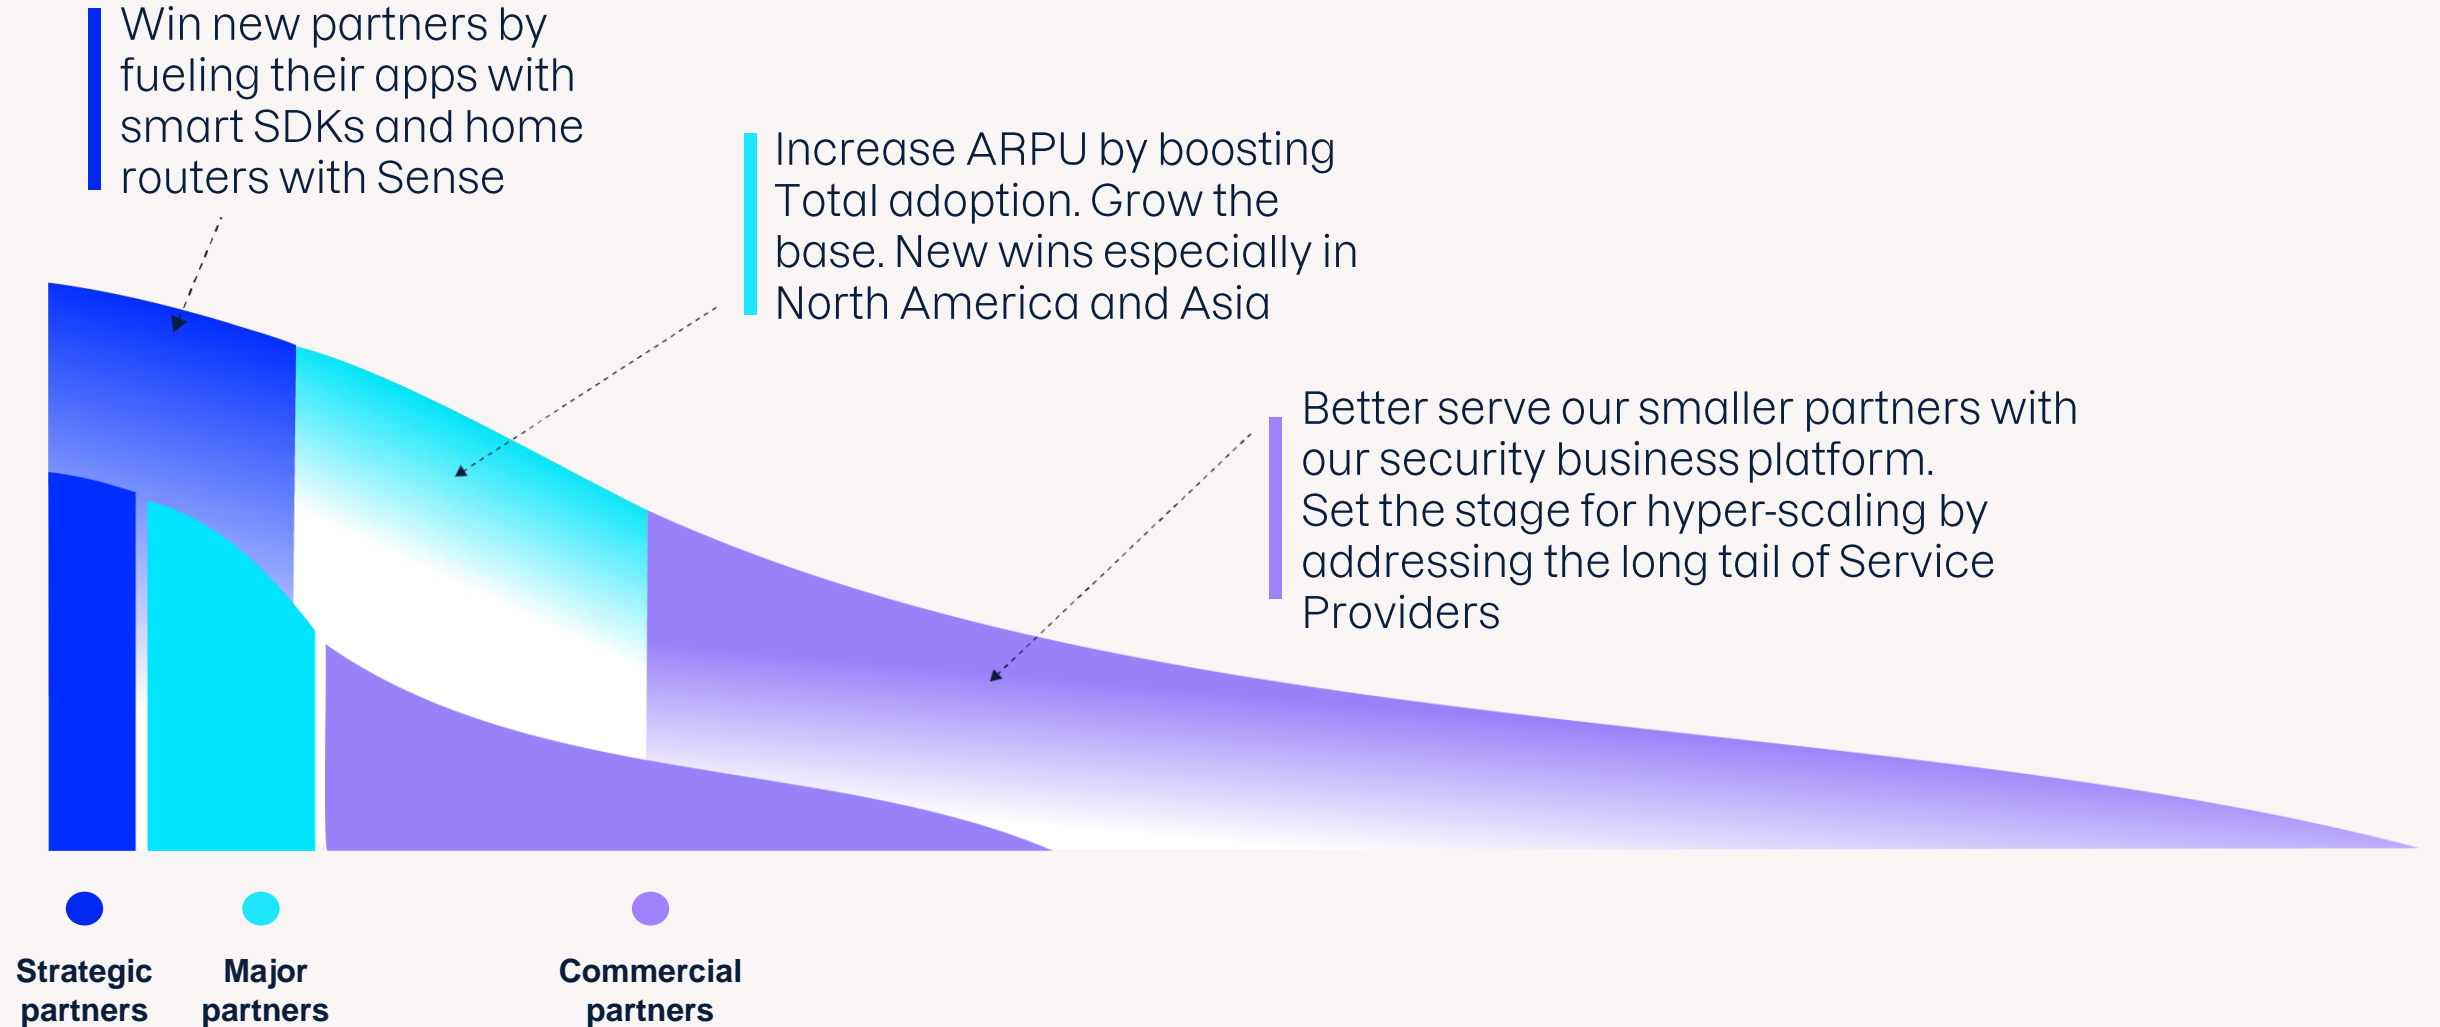 Win new partners by
fueling their apps with
smart SDKs and home
routers with Sense
Increase ARPU by boosting
Total adoption. Grow the
base. New wins especially in
North America and Asia
Better serve our smaller partners with
our security business platform.
Set the stage for hyper-scaling by
addressing the long tail of Service
Providers
Strategic
partners
Major
partners
Commercial
partners